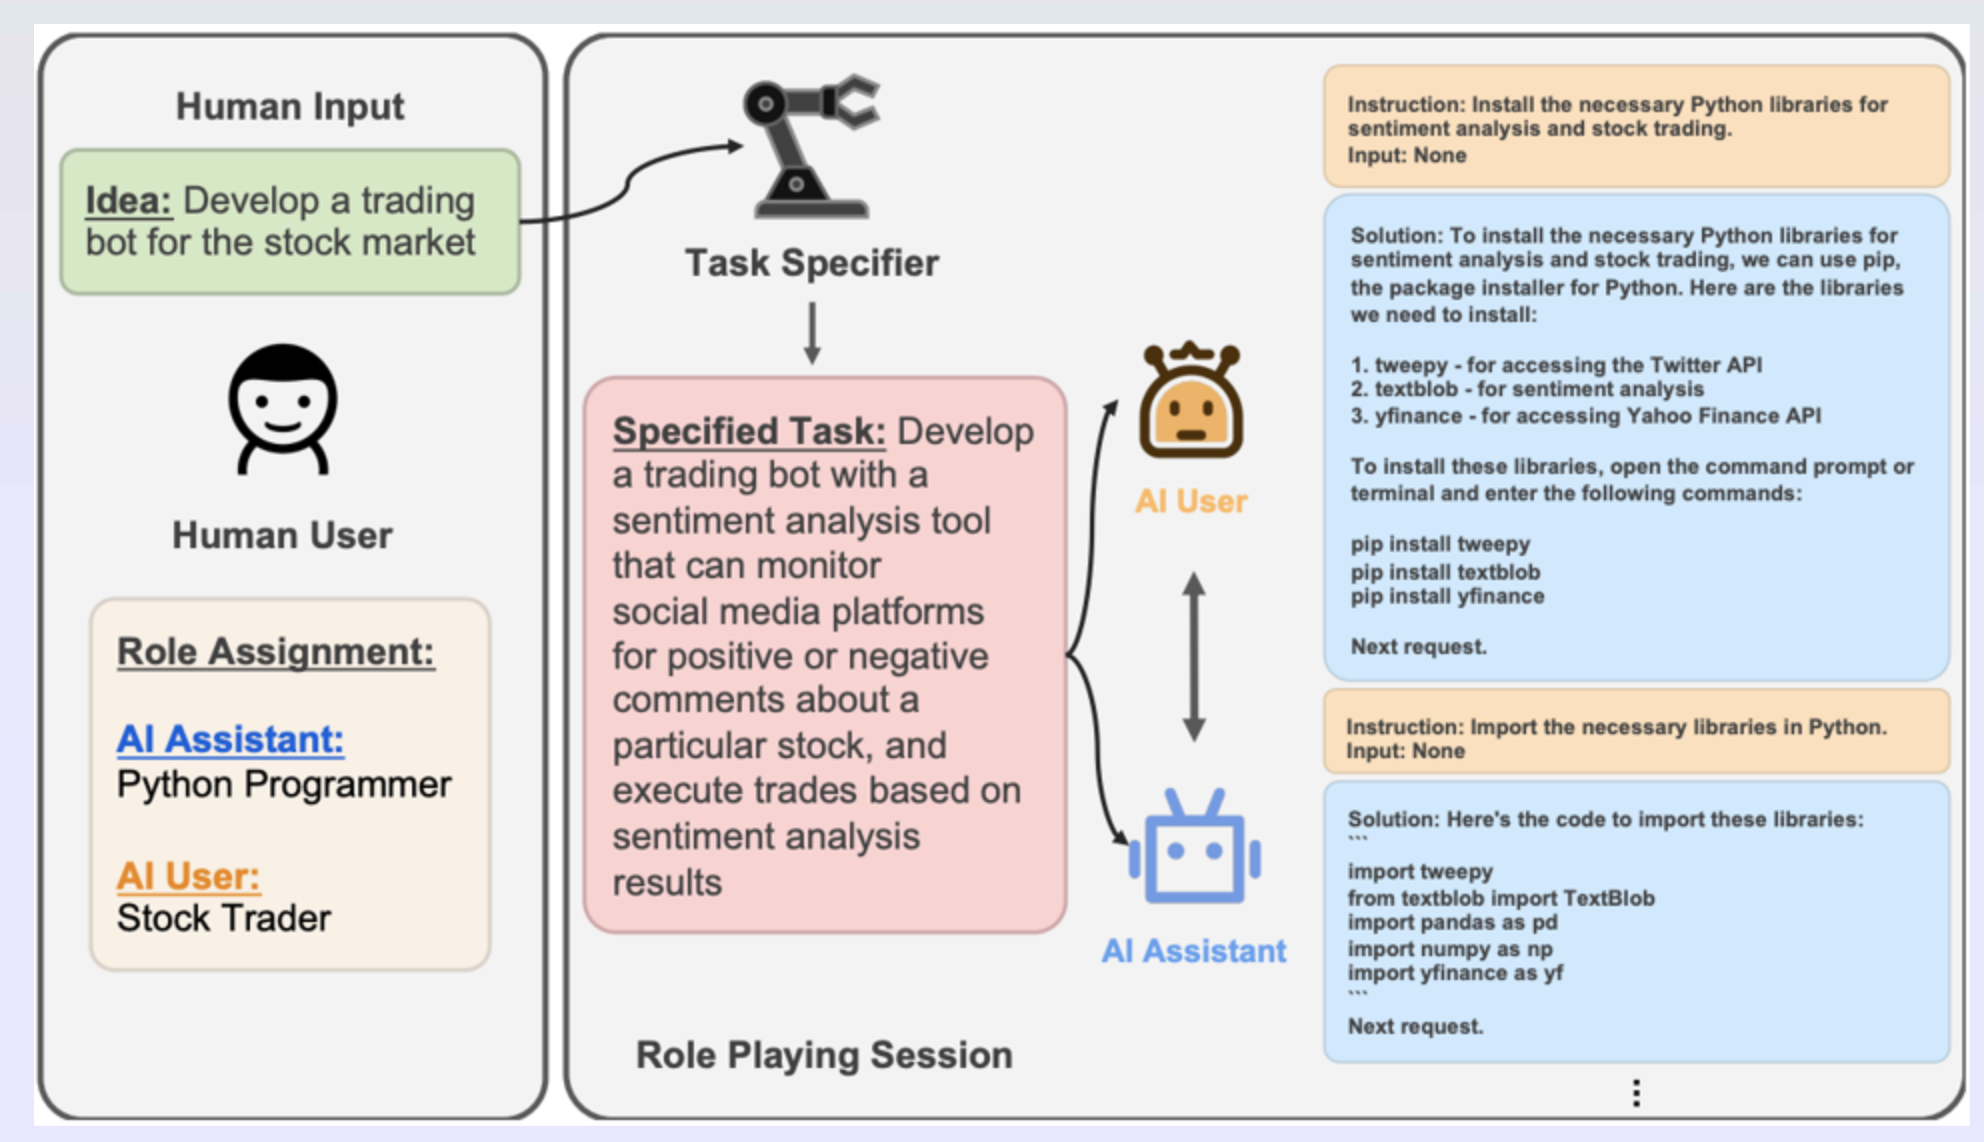 Human Input
Idea: Develop a trading
bot for the stock market
Human User
Role Assignment:
AI Assistant:
Python Programmer
AI User:
Stock Trader
Task Specifier
Specified Task: Develop
a trading bot with a
sentiment analysis tool
that can monitor
social media platforms
for positive or negative
comments about a
particular stock, and
execute trades based on
sentiment analysis
results
AI User
AI Assistant
Role Playing Session
Instruction: Install the necessary Python libraries for
sentiment analysis and stock trading.
Input: None
Solution: To install the necessary Python libraries for
sentiment analysis and stock trading, we can use pip,
the package installer for Python. Here are the libraries
we need to install:
1. tweepy - for accessing the Twitter API
2. textblob - for sentiment analysis
3. yfinance - for accessing Yahoo Finance API
To install these libraries, open the command prompt or
terminal and enter the following commands:
pip install tweepy
pip install textblob
pip install yfinance
Next request.
Instruction: Import the necessary libraries in Python.
Input: None
Solution: Here's the code to import these libraries:
```
import tweepy
from textblob import TextBlob
import pandas as pd
import numpy as np
import yfinance as yf
```
Next request.